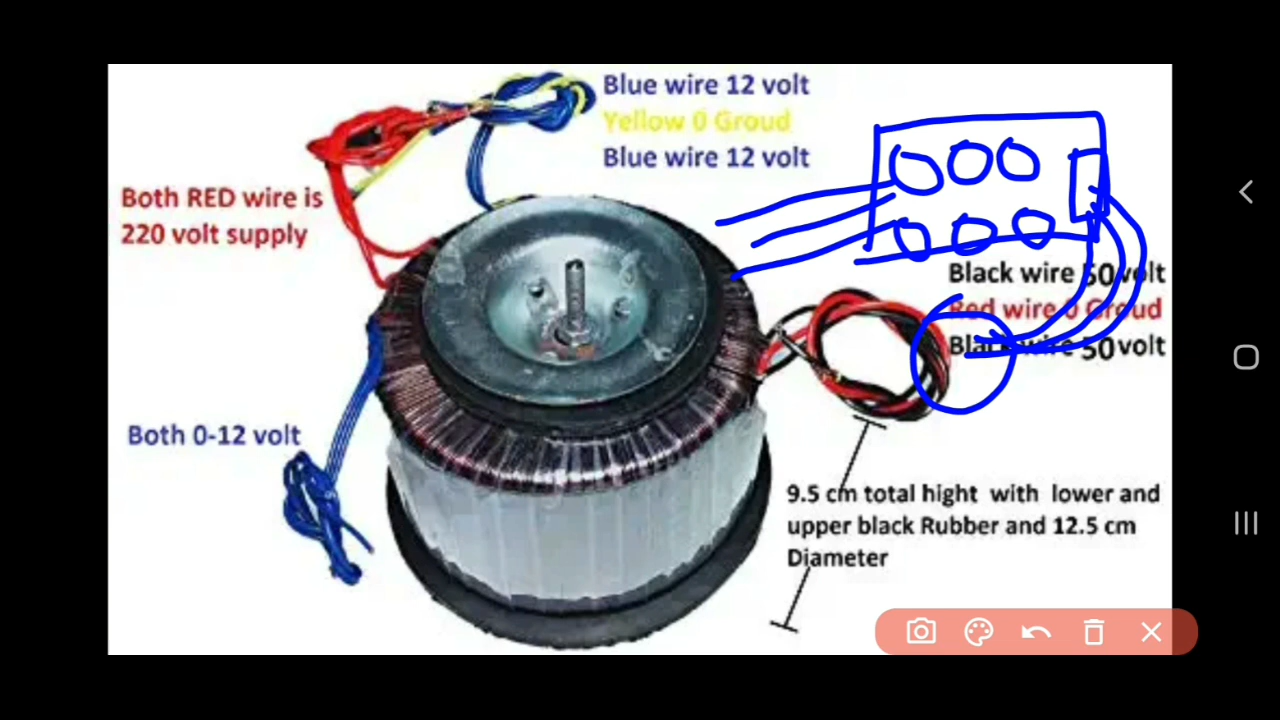 Blue wire 12 volt
Yellow 0 Groud
Blue wire 12 volt
Both RED wire is
220 volt supply
Black wire 50 volt
Red wire 0 Groud
Black wire 50 volt
Both 0-12 volt
9.5 cm total hight with lower and
upper black Rubber and 12.5 cm
Diameter